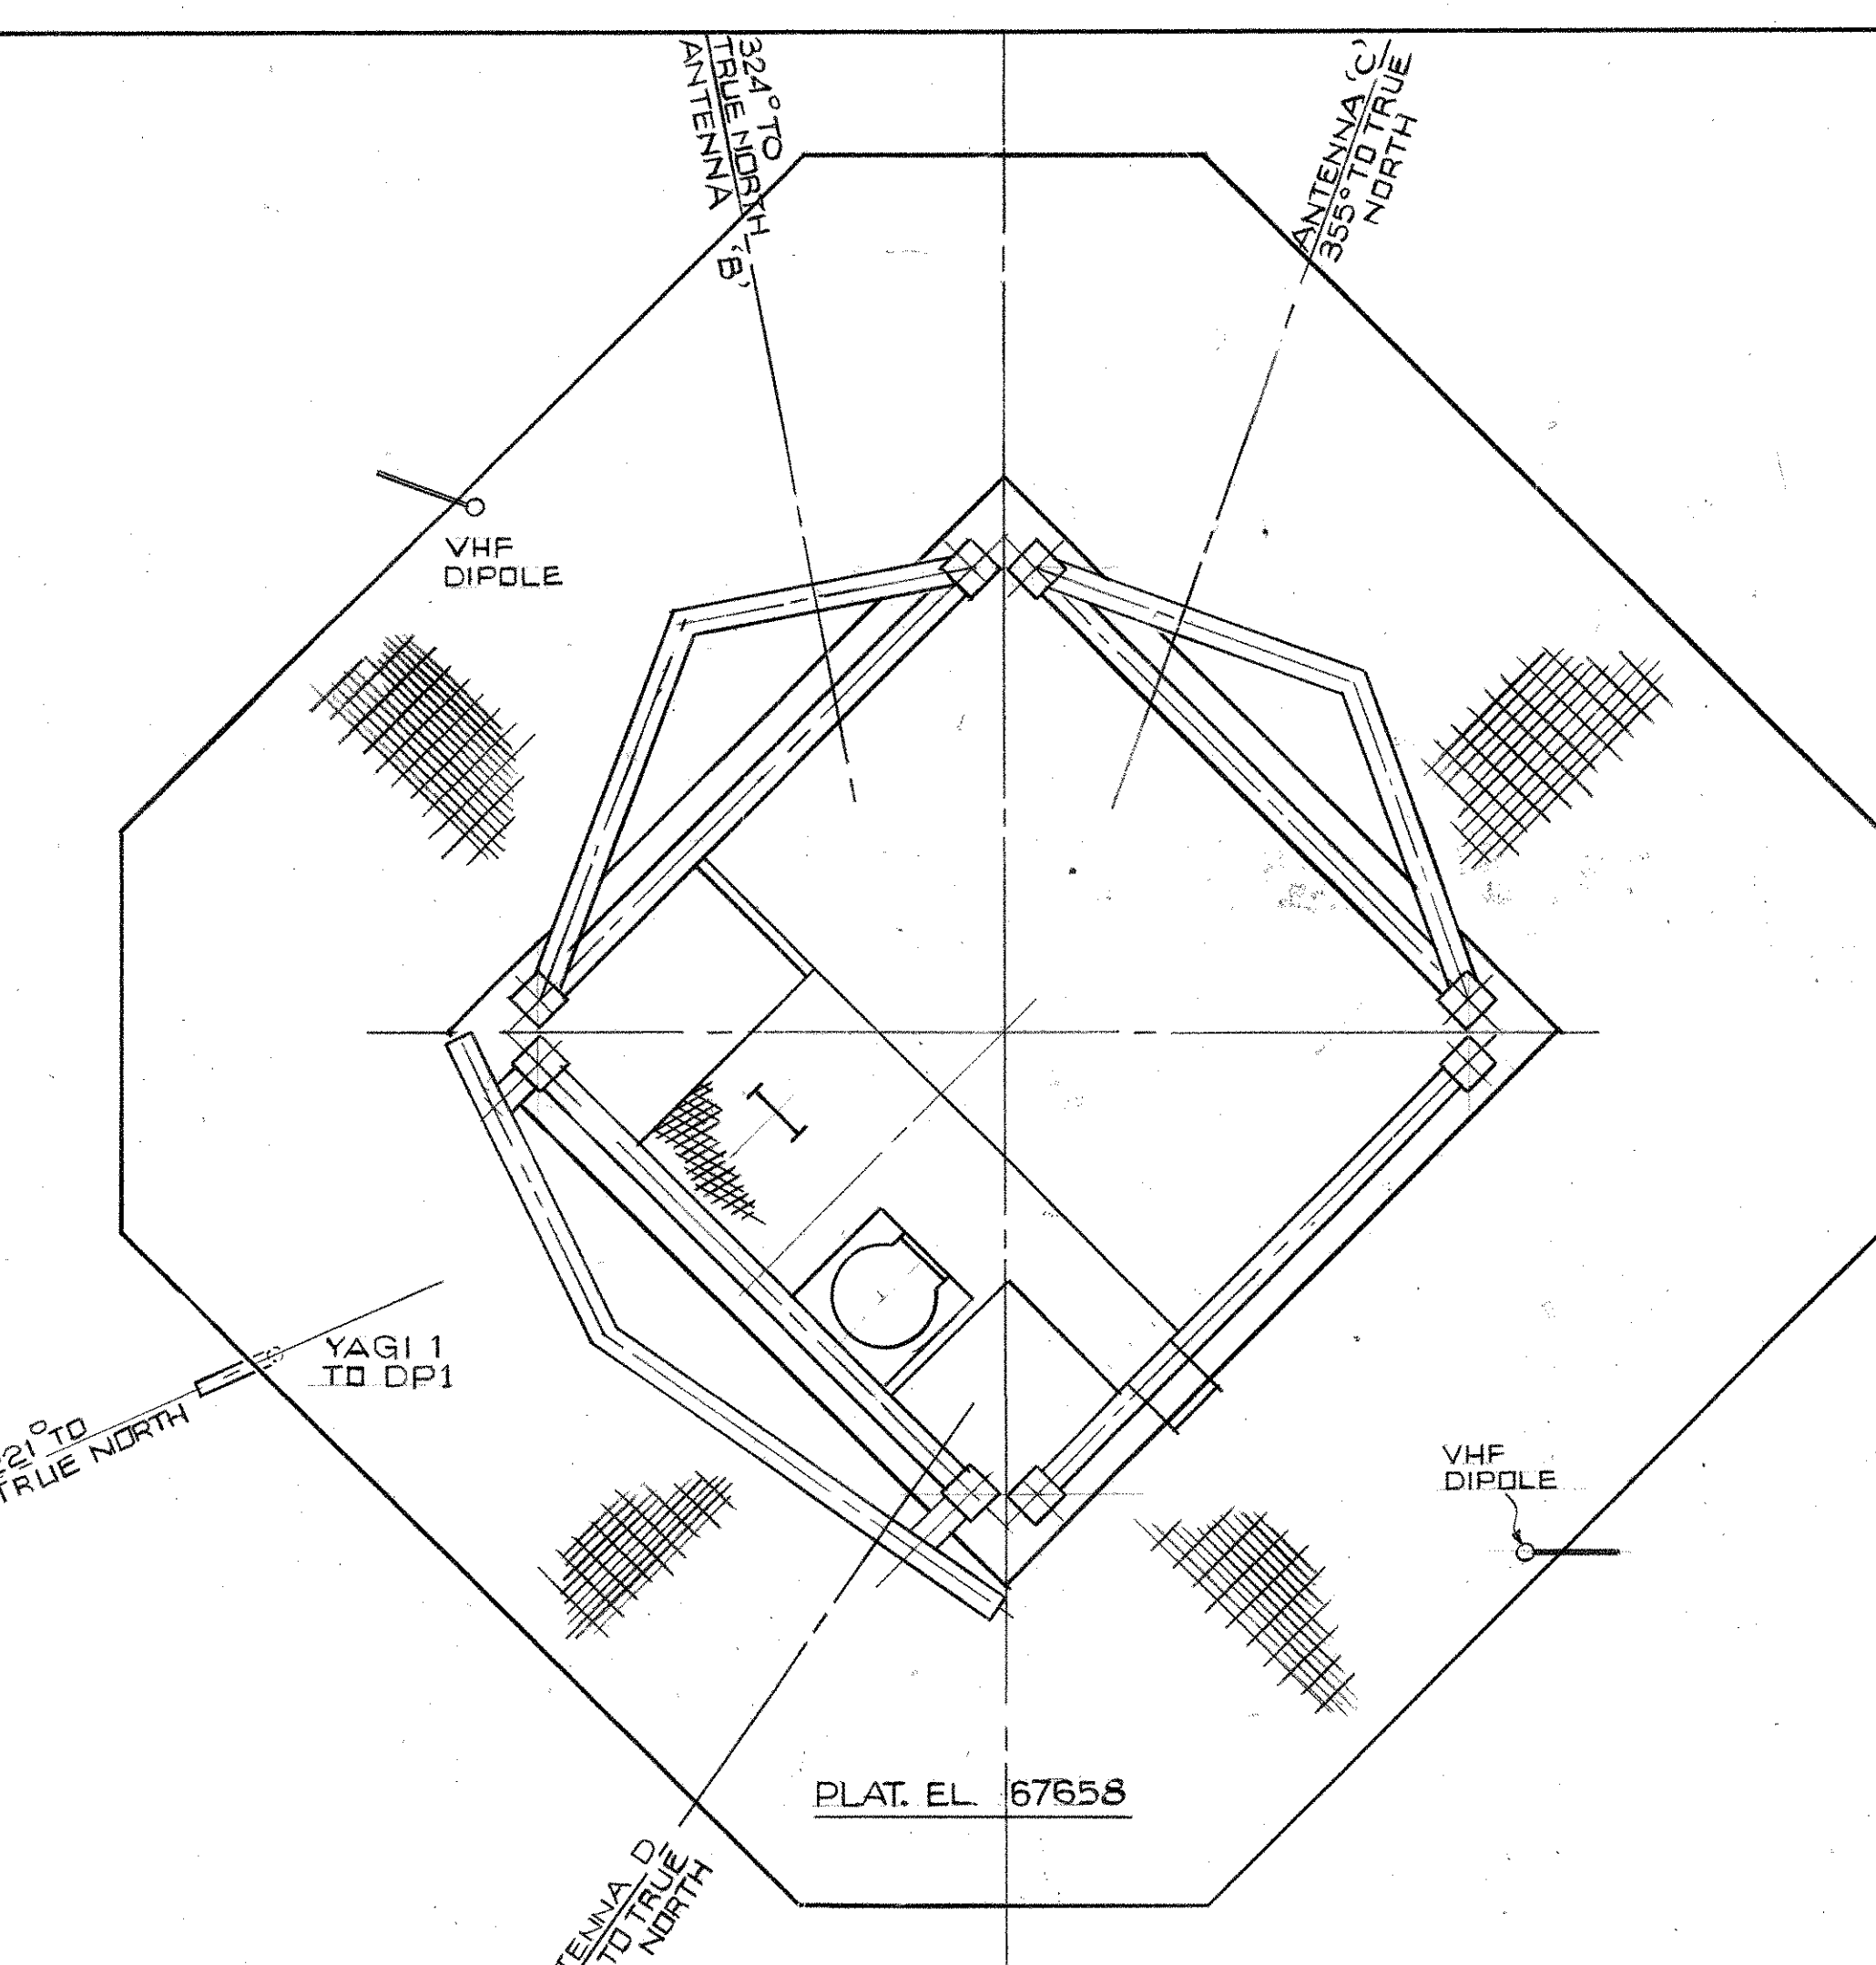 324° TO
TRUE NORTH
ANTENNA 'B'
ANTENNA 'C'
355° TO TRUE
NORTH
VHF
DIPOLE
YAGI 1
TO DP1
221° TO
TRUE NORTH
VHF
DIPOLE
PLAT. EL. 67658
TENNA D
TO TRUE
NORTH